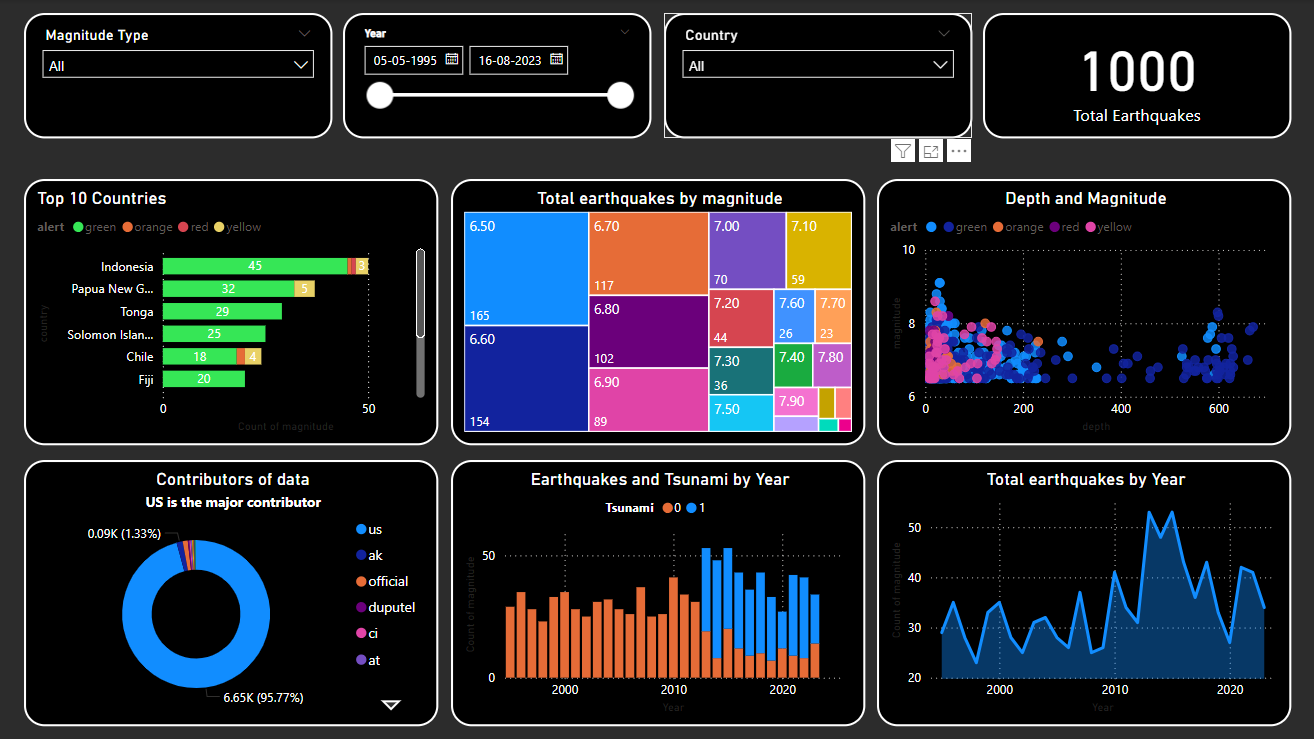 Magnitude Type
All
Year
05-05-1995
16-08-2023
Country
All
1000
Total Earthquakes
Top 10 Countries
alert green orange red yellow
Indonesia 45 3
Papua New G... 32 5
Tonga 29
Solomon Islan... 25
Chile 18 4
Fiji 20
0 50
country
Count of magnitude
Total earthquakes by magnitude
6.50
165
6.60
154
6.70
117
6.80
102
6.90
89
7.00
70
7.10
59
7.20
44
7.30
36
7.50
7.60
26
7.70
23
7.40
7.80
7.90
Depth and Magnitude
alert green orange red yellow
10
8
6
0 200 400 600
magnitude
depth
Contributors of data
US is the major contributor
0.09K (1.33%)
6.65K (95.77%)
us
ak
official
duputel
ci
at
Earthquakes and Tsunami by Year
Tsunami 0 1
50
0
2000 2010 2020
Count of magnitude
Year
Total earthquakes by Year
50
40
30
20
2000 2010 2020
Count of magnitude
Year